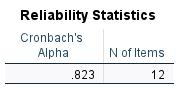 Reliability Statistics
Cronbach's
Alpha N of Items
.823 12